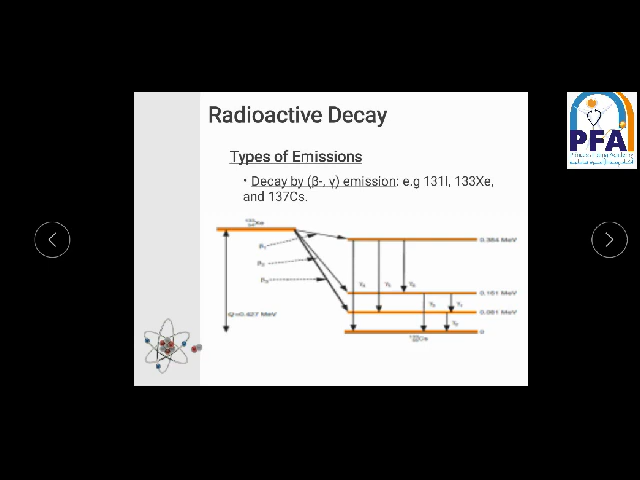 Radioactive Decay
PFA
Types of Emissions
• Decay by (β-, γ) emission: e.g 131I, 133Xe,
and 137Cs.
0.384 MeV
0.161 MeV
0.081 MeV
Q=0.427 MeV
0